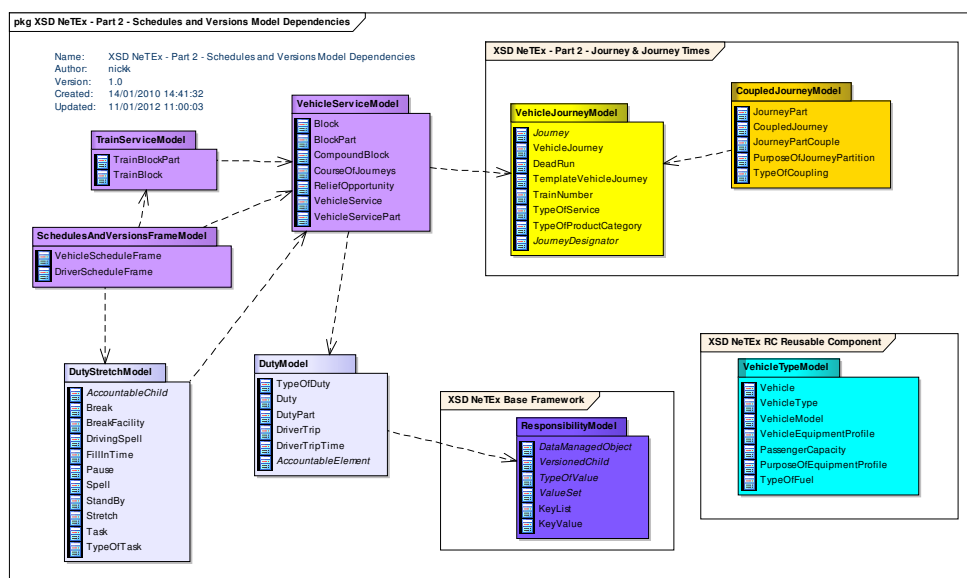 pkg XSD NeTEx - Part 2 - Schedules and Versions Model Dependencies
Name: XSD NeTEx - Part 2 - Schedules and Versions Model Dependencies
Author: nickk
Version: 1.0
Created: 14/01/2010 14:41:32
Updated: 11/01/2012 11:00:03
TrainServiceModel
TrainBlockPart
TrainBlock
VehicleServiceModel
Block
BlockPart
CompoundBlock
CourseOfJourneys
ReliefOpportunity
VehicleService
VehicleServicePart
SchedulesAndVersionsFrameModel
VehicleScheduleFrame
DriverScheduleFrame
XSD NeTEx - Part 2 - Journey & Journey Times
VehicleJourneyModel
Journey
VehicleJourney
DeadRun
TemplateVehicleJourney
TrainNumber
TypeOfService
TypeOfProductCategory
JourneyDesignator
CoupledJourneyModel
JourneyPart
CoupledJourney
JourneyPartCouple
PurposeOfJourneyPartition
TypeOfCoupling
DutyStretchModel
AccountableChild
Break
BreakFacility
DrivingSpell
FillInTime
Pause
Spell
StandBy
Stretch
Task
TypeOfTask
DutyModel
TypeOfDuty
Duty
DutyPart
DriverTrip
DriverTripTime
AccountableElement
XSD NeTEx Base Framework
ResponsibilityModel
DataManagedObject
VersionedChild
TypeOfValue
ValueSet
KeyList
KeyValue
XSD NeTEx RC Reusable Component
VehicleTypeModel
Vehicle
VehicleType
VehicleModel
VehicleEquipmentProfile
PassengerCapacity
PurposeOfEquipmentProfile
TypeOfFuel